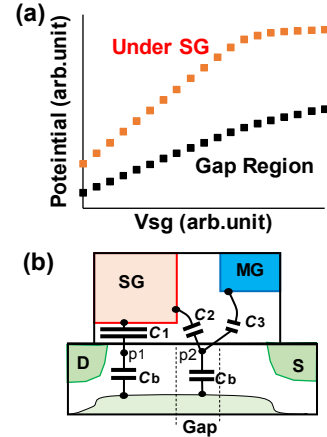 (a)
Under SG
Gap Region
Poteintial (arb.unit)
Vsg (arb.unit)
(b)
SG
MG
C1
C2
C3
D
p1
p2
S
Cb
Cb
Gap